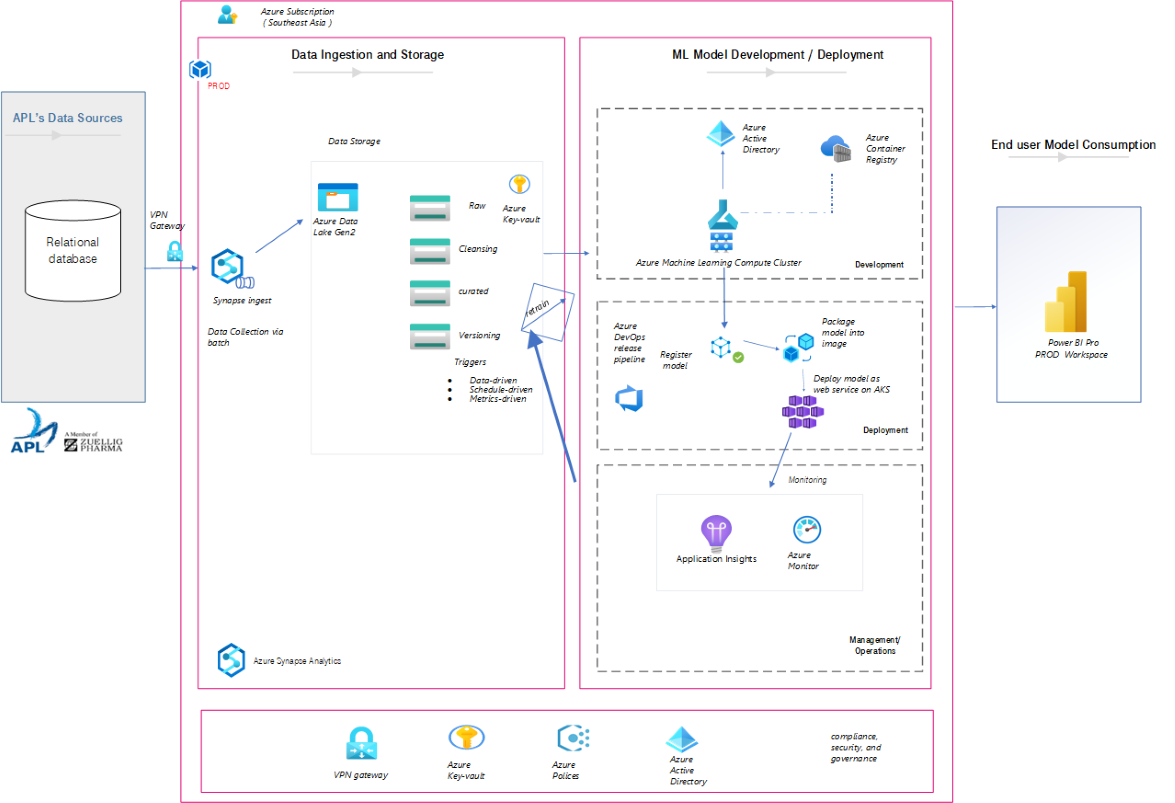 Azure Subscription
( Southeast Asia )
Data Ingestion and Storage
ML Model Development / Deployment
PROD
APL's Data Sources
Relational
database
VPN
Gateway
Synapse ingest
Data Collection via
batch
Data Storage
Azure Data
Lake Gen2
Raw
Cleansing
curated
Versioning
Azure
Key-vault
Triggers
● Data-driven
● Schedule-driven
● Metrics-driven
retrain
Azure Synapse Analytics
Azure
Active
Directory
Azure
Container
Registry
Azure Machine Learning Compute Cluster
Development
Azure
DevOps
release
pipeline
Register
model
Package
model into
image
Deploy model as
web service on AKS
Deployment
Monitoring
Application Insights
Azure
Monitor
Management/
Operations
End user Model Consumption
Power BI Pro
PROD Workspace
APL
A Member of
ZUELLIG
PHARMA
VPN gateway
Azure
Key-vault
Azure
Polices
Azure
Active
Directory
compliance,
security, and
governance